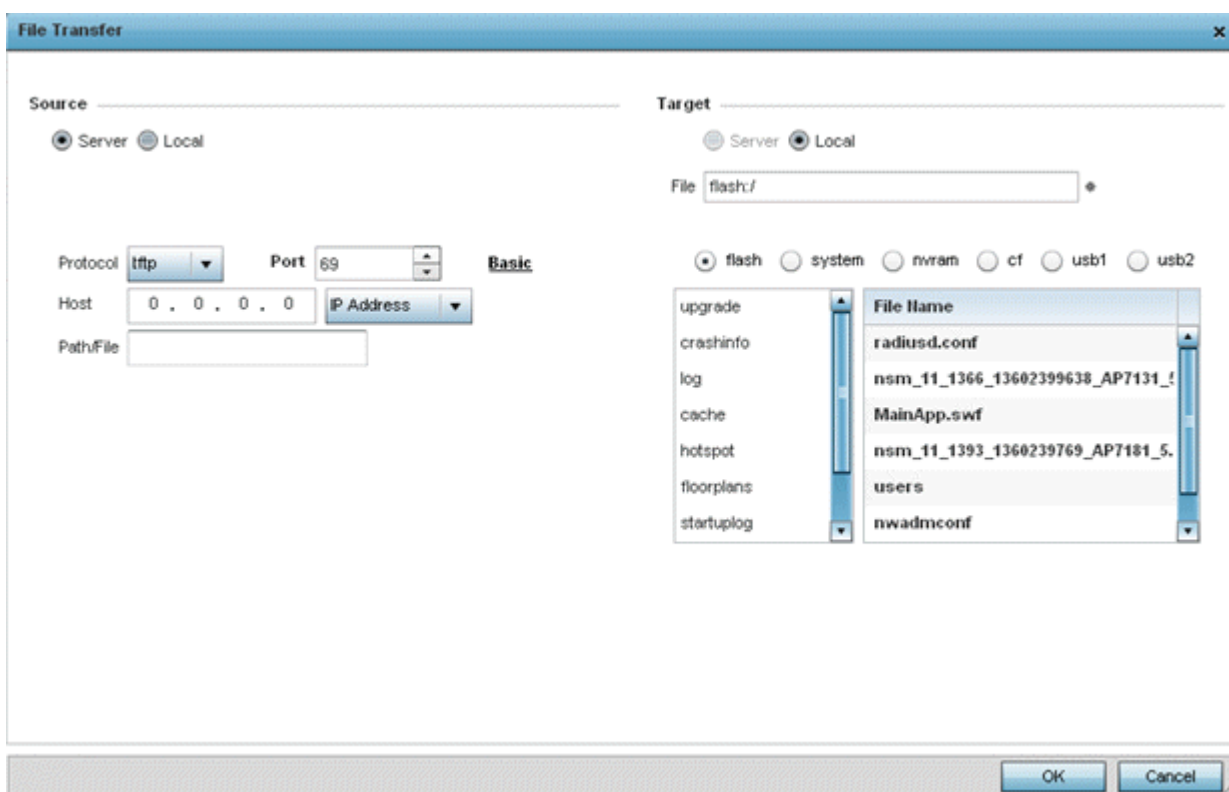 File Transfer
Source
Server Local
Protocol tftp Port 69 Basic
Host 0 . 0 . 0 . 0 IP Address
Path/File
Target
Server Local
File flash:/
flash system nvram cf usb1 usb2
upgrade
crashinfo
log
cache
hotspot
floorplans
startuplog
File Name
radiusd.conf
nsm_11_1366_13602399638_AP7131_5
MainApp.swf
nsm_11_1393_1360239769_AP7181_5.
users
nwadmconf
OK Cancel